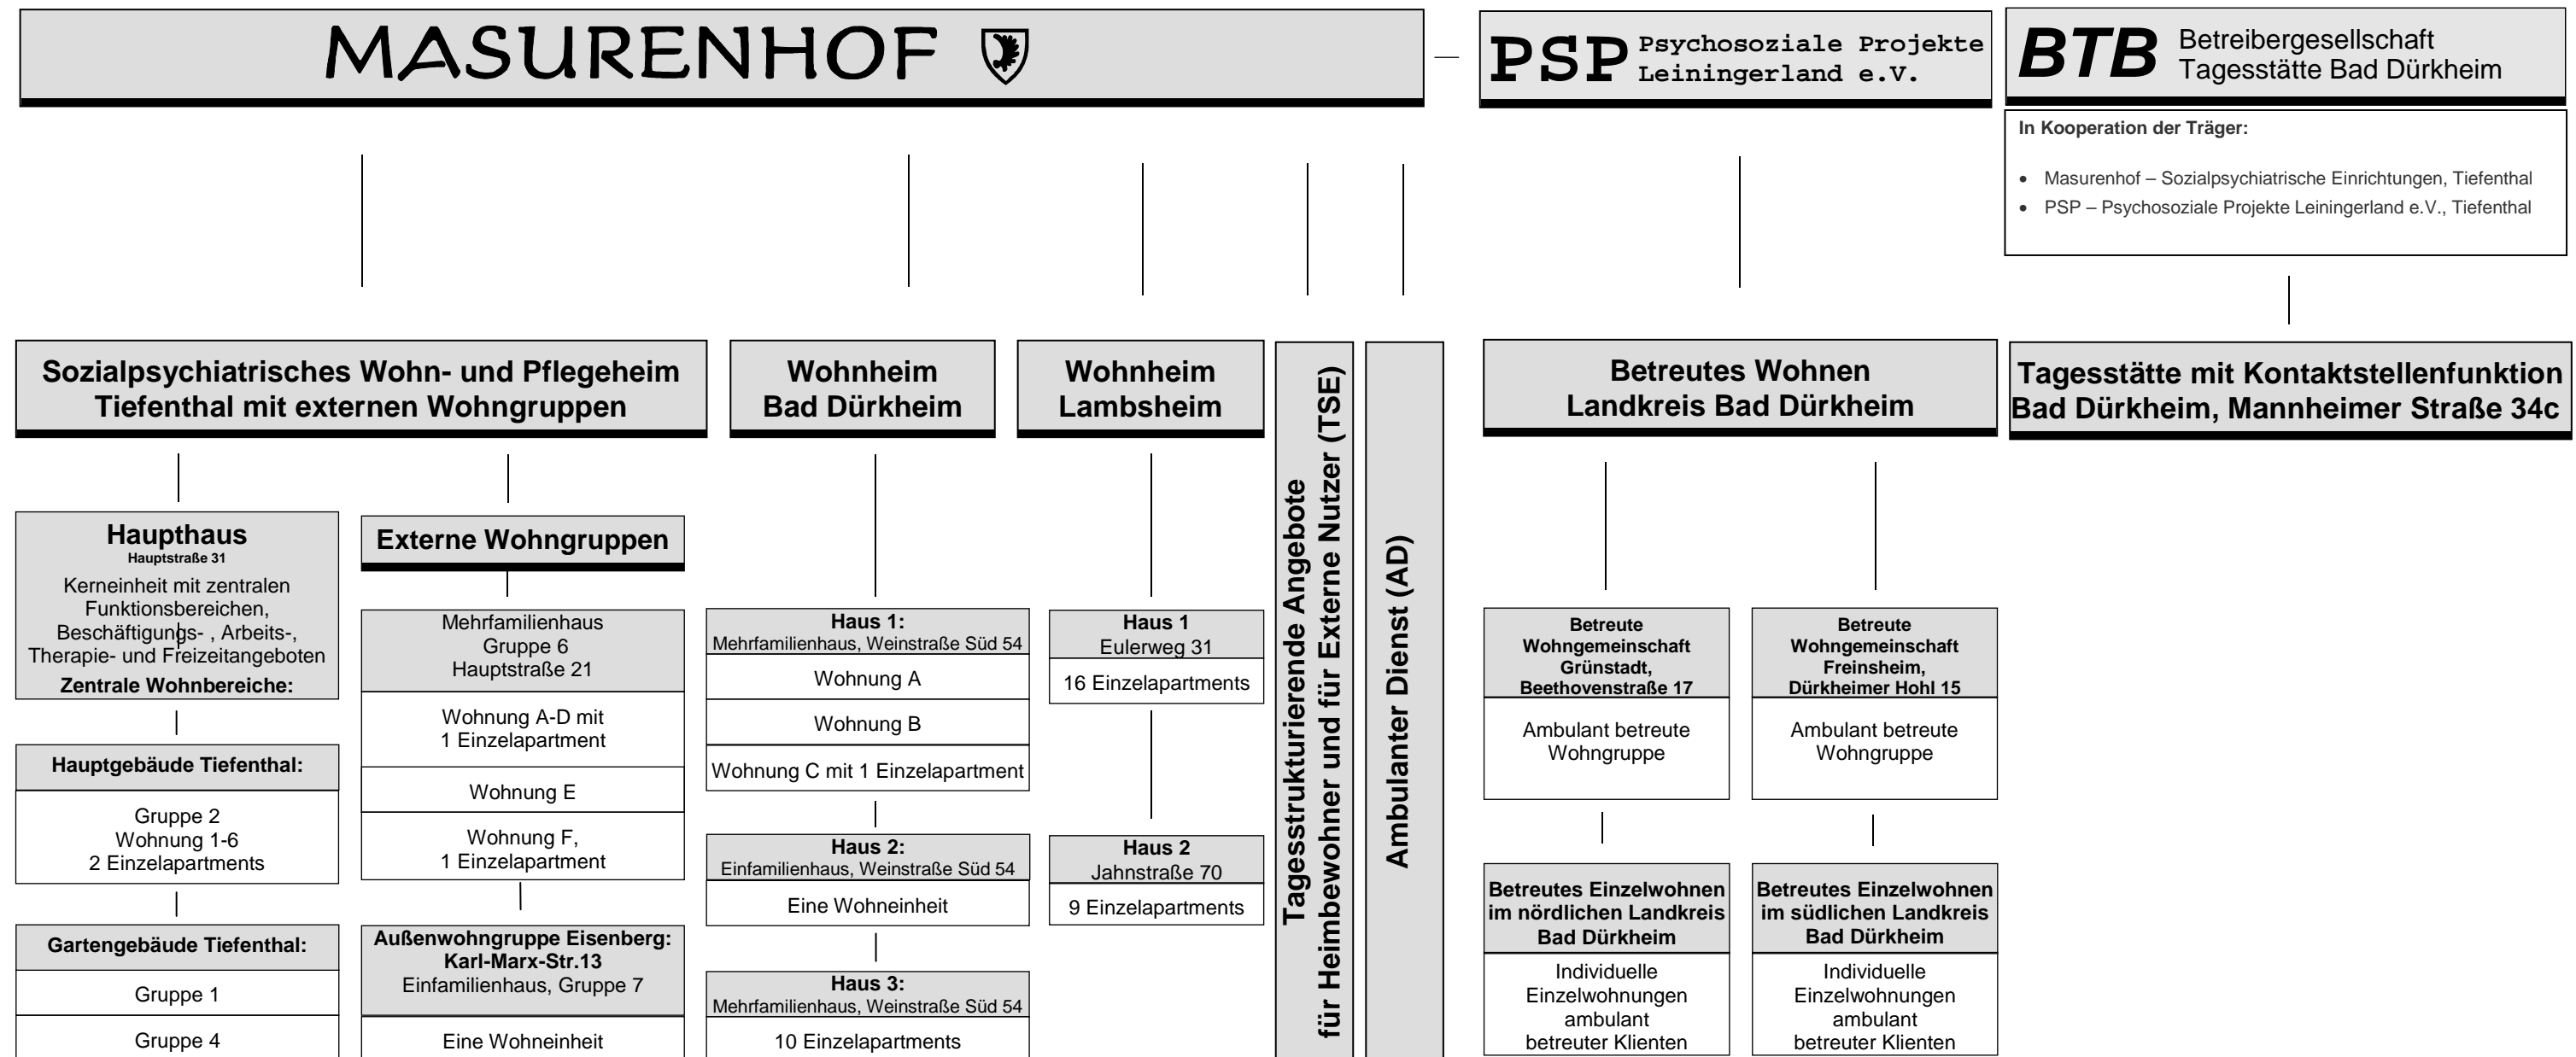 MASURENHOF
PSP Psychosoziale Projekte
Leiningerland e.V.
BTB Betreibergesellschaft
Tagesstätte Bad Dürkheim
In Kooperation der Träger:
• Masurenhof – Sozialpsychiatrische Einrichtungen, Tiefenthal
• PSP – Psychosoziale Projekte Leiningerland e.V., Tiefenthal
Sozialpsychiatrisches Wohn- und Pflegeheim
Tiefenthal mit externen Wohngruppen
Haupthaus
Hauptstraße 31
Kerneinheit mit zentralen
Funktionsbereichen,
Beschäftigungs- , Arbeits-,
Therapie- und Freizeitangeboten
Zentrale Wohnbereiche:
Hauptgebäude Tiefenthal:
Gruppe 2
Wohnung 1-6
2 Einzelapartments
Gartengebäude Tiefenthal:
Gruppe 1
Gruppe 4
Externe Wohngruppen
Mehrfamilienhaus
Gruppe 6
Hauptstraße 21
Wohnung A-D mit
1 Einzelapartment
Wohnung E
Wohnung F,
1 Einzelapartment
Außenwohngruppe Eisenberg:
Karl-Marx-Str.13
Einfamilienhaus, Gruppe 7
Eine Wohneinheit
Wohnheim
Bad Dürkheim
Haus 1:
Mehrfamilienhaus, Weinstraße Süd 54
Wohnung A
Wohnung B
Wohnung C mit 1 Einzelapartment
Haus 2:
Einfamilienhaus, Weinstraße Süd 54
Eine Wohneinheit
Haus 3:
Mehrfamilienhaus, Weinstraße Süd 54
10 Einzelapartments
Wohnheim
Lambsheim
Haus 1
Eulerweg 31
16 Einzelapartments
Haus 2
Jahnstraße 70
9 Einzelapartments
Tagesstrukturierende Angebote
für Heimbewohner und für Externe Nutzer (TSE)
Ambulanter Dienst (AD)
Betreutes Wohnen
Landkreis Bad Dürkheim
Betreute
Wohngemeinschaft
Grünstadt,
Beethovenstraße 17
Ambulant betreute
Wohngruppe
Betreutes Einzelwohnen
im nördlichen Landkreis
Bad Dürkheim
Individuelle
Einzelwohnungen
ambulant
betreuter Klienten
Betreute
Wohngemeinschaft
Freinsheim,
Dürkheimer Hohl 15
Ambulant betreute
Wohngruppe
Betreutes Einzelwohnen
im südlichen Landkreis
Bad Dürkheim
Individuelle
Einzelwohnungen
ambulant
betreuter Klienten
Tagesstätte mit Kontaktstellenfunktion
Bad Dürkheim, Mannheimer Straße 34c